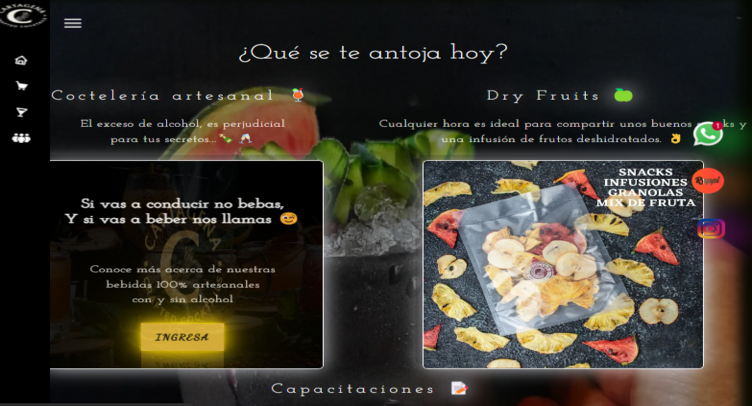 CARTAGENA
¿Qué se te antoja hoy?
Coctelería artesanal
El exceso de alcohol, es perjudicial
para tus secretos...
Si vas a conducir no bebas,
Y si vas a beber nos llamas
Conoce más acerca de nuestras
bebidas 100% artesanales
con y sin alcohol
INGRESA
Dry Fruits
Cualquier hora es ideal para compartir unos buenos y
una infusión de frutos deshidratados.
SNACKS
INFUSIONES
GRANOLAS
MIX DE FRUTA
1
Rappi
Capacitaciones